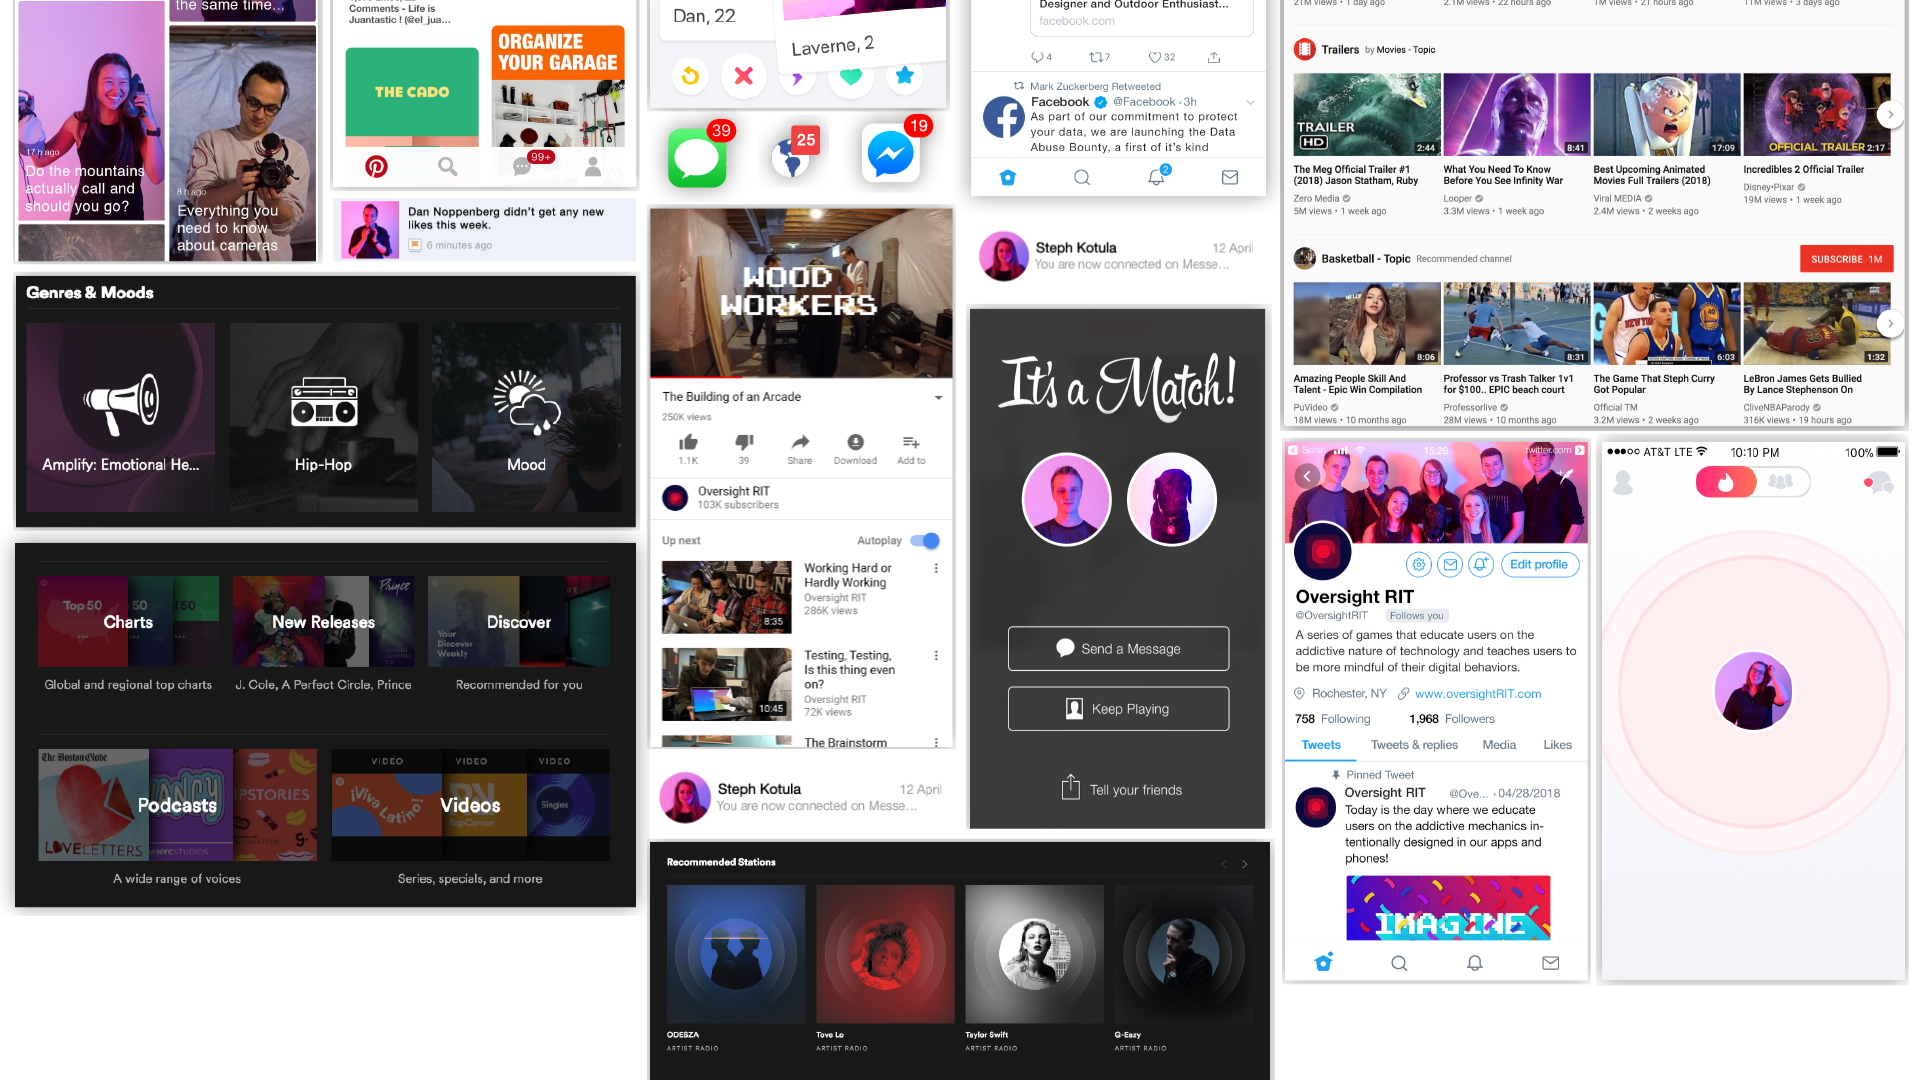 the same time...
17 h ago
Do the mountains
actually call and
should you go?
8 h ago
Everything you
need to know
about cameras
Comments - Life is
Juantastic ! (@el_jua...
THE CADO
ORGANIZE
YOUR GARAGE
99+
Dan Noppenberg didn't get any new
likes this week.
6 minutes ago
Genres & Moods
Amplify: Emotional He...
Hip-Hop
Mood
Top 50
50
50
Charts
Prince
New Releases
Your
Discover
Weekly
Discover
Global and regional top charts
J. Cole, A Perfect Circle, Prince
Recommended for you
The Boston Globe
LOVELETTERS
NANCY
WNYCSTUDIOS
LIPSTORIES
Podcasts
VIDEO
VIDEO
VIDEO
¡Viva Latino!
RapCaviar
Singles
Videos
A wide range of voices
Series, specials, and more
Dan, 22
Laverne, 2
39
25
19
WOOD
WORKERS
The Building of an Arcade
250K views
1.1K
39
Share
Download
Add to
Oversight RIT
103K subscribers
Up next
Autoplay
8:35
Working Hard or
Hardly Working
Oversight RIT
286K views
10:45
Testing, Testing,
Is this thing even
on?
Oversight RIT
72K views
The Brainstorm
Steph Kotula
12 April
You are now connected on Messe...
Recommended Stations
ODESZA
ARTIST RADIO
Tove Lo
ARTIST RADIO
Taylor Swift
ARTIST RADIO
G-Eazy
ARTIST RADIO
Designer and Outdoor Enthusiast...
facebook.com
4
7
32
Mark Zuckerberg Retweeted
Facebook @Facebook · 3h
As part of our commitment to protect
your data, we are launching the Data
Abuse Bounty, a first of it's kind
2
Steph Kotula
12 April
You are now connected on Messe...
It's a Match!
Send a Message
Keep Playing
Tell your friends
21M views • 1 day ago
2.1M views • 22 hours ago
1M views • 21 hours ago
11M views • 3 days ago
Trailers by Movies - Topic
TRAILER
HD
2:44
8:41
17:09
OFFICIAL TRAILER 2:17
The Meg Official Trailer #1
(2018) Jason Statham, Ruby
Zero Media
5M views • 1 week ago
What You Need To Know
Before You See Infinity War
Looper
3.3M views • 1 week ago
Best Upcoming Animated
Movies Full Trailers (2018)
Viral MEDIA
2.4M views • 2 weeks ago
Incredibles 2 Official Trailer
Disney•Pixar
19M views • 1 week ago
Basketball - Topic Recommended channel
SUBSCRIBE 1M
8:06
8:31
NEW YORK
40
6:03
1:32
Amazing People Skill And
Talent - Epic Win Compilation
PuVideo
18M views • 10 months ago
Professor vs Trash Talker 1v1
for $100.. EPIC beach court
Professorlive
28M views • 10 months ago
The Game That Steph Curry
Got Popular
Official TM
3.2M views • 2 weeks ago
LeBron James Gets Bullied
By Lance Stephenson On
CliveNBAParody
316K views • 19 hours ago
Safari
15:26
twitter.com
Edit profile
Oversight RIT
@OversightRIT Follows you
A series of games that educate users on the
addictive nature of technology and teaches users to
be more mindful of their digital behaviors.
Rochester, NY www.oversightRIT.com
758 Following 1,968 Followers
Tweets
Tweets & replies
Media
Likes
Pinned Tweet
Oversight RIT @Ove... · 04/28/2018
Today is the day where we educate
users on the addictive mechanics in-
tentionally designed in our apps and
phones!
IMAGINE
AT&T LTE
10:10 PM
100%